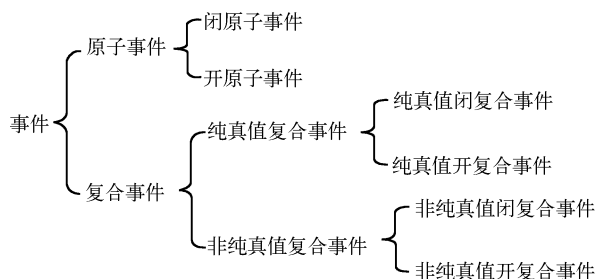 闭原子事件
原子事件
开原子事件
事件
纯真值闭复合事件
纯真值复合事件
纯真值开复合事件
复合事件
非纯真值闭复合事件
非纯真值复合事件
非纯真值开复合事件